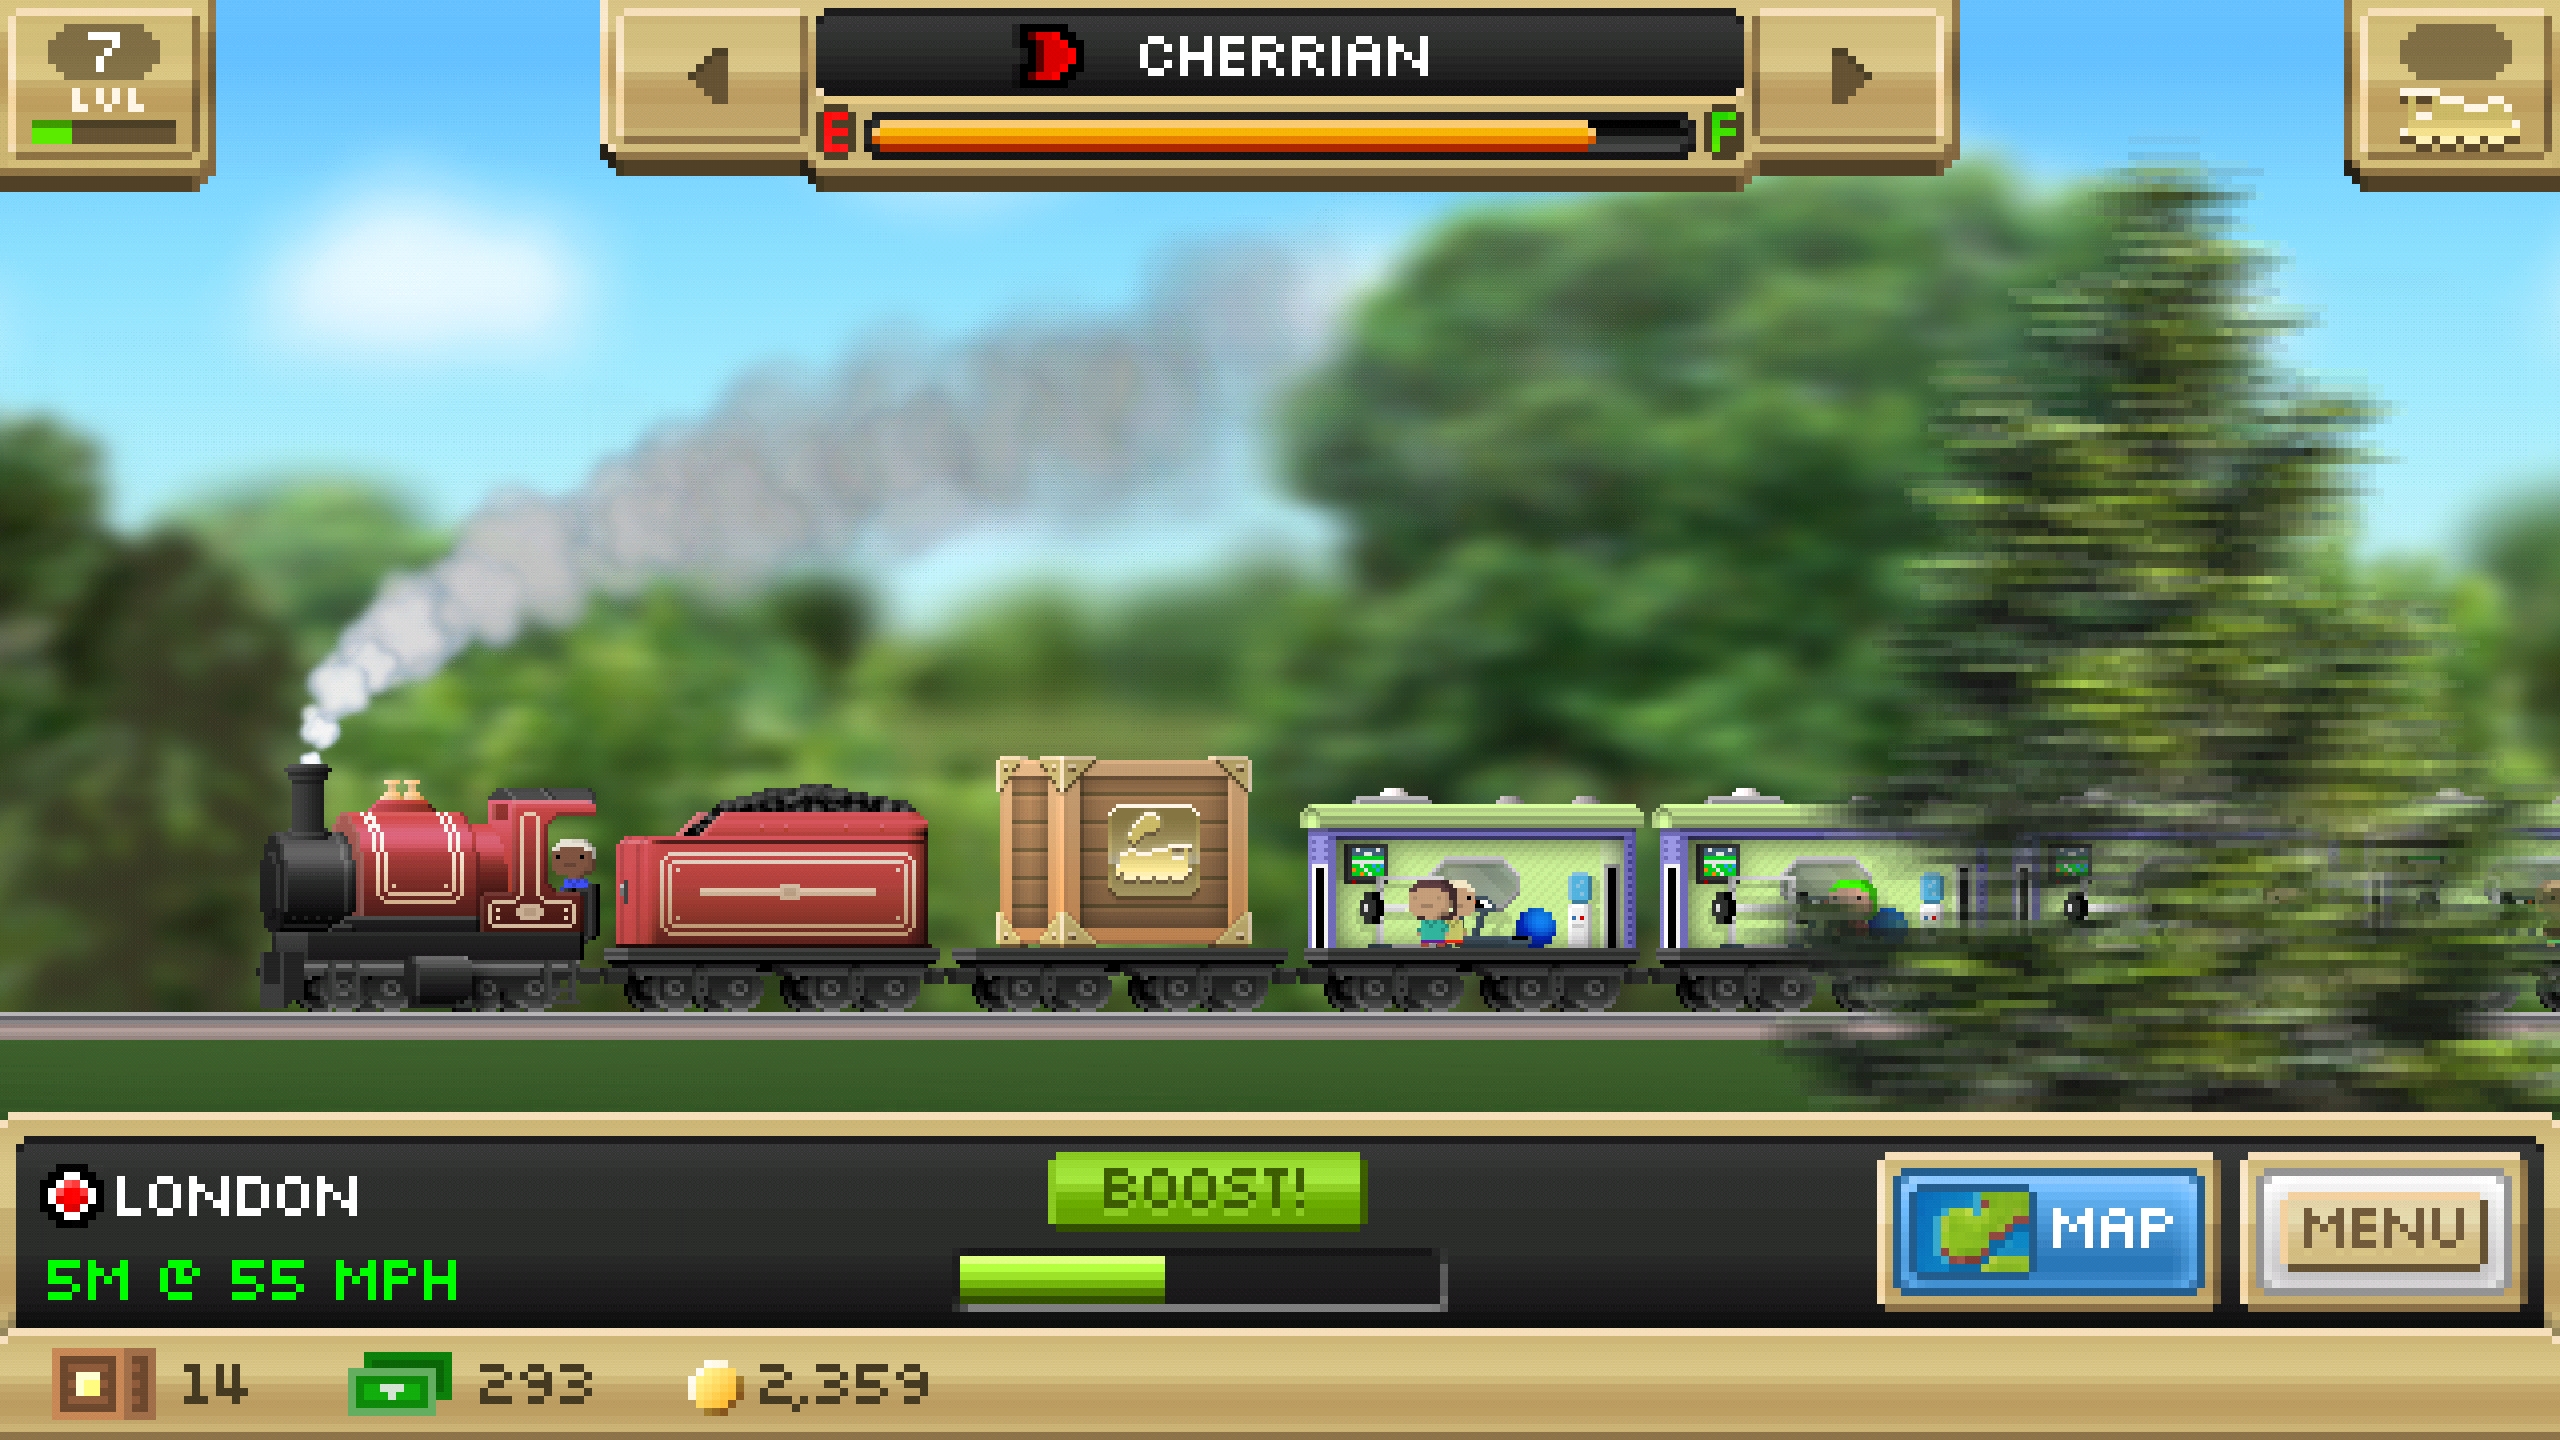 7
LVL
CHERRIAN
E F
LONDON
5M @ 55 MPH
BOOST!
MAP
MENU
14
293
2,359